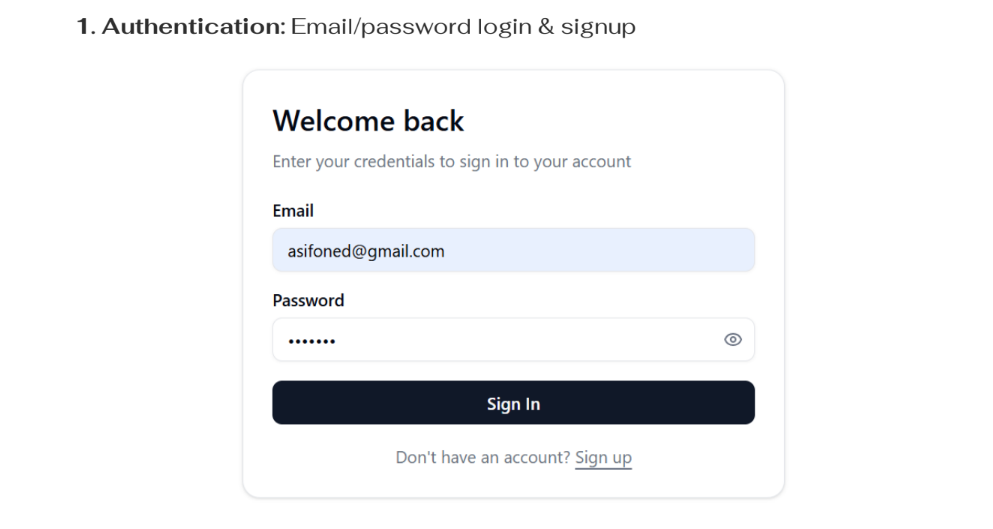 1. Authentication: Email/password login & signup
Welcome back
Enter your credentials to sign in to your account
Email
asifoned@gmail.com
Password
•••••••
Sign In
Don't have an account? Sign up